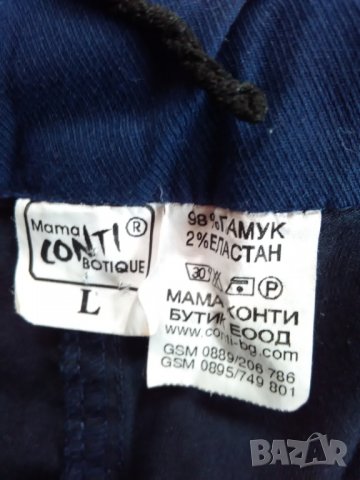 Mama
CONTI ®
BOTIQUE
L
98%ПАМУК
2%ЕЛАСТАН
30
P
МАМА КОНТИ
БУТИК ЕООД
www.conti-bg.com
GSM 0889/206 786
GSM 0895/749 801
BAZAR